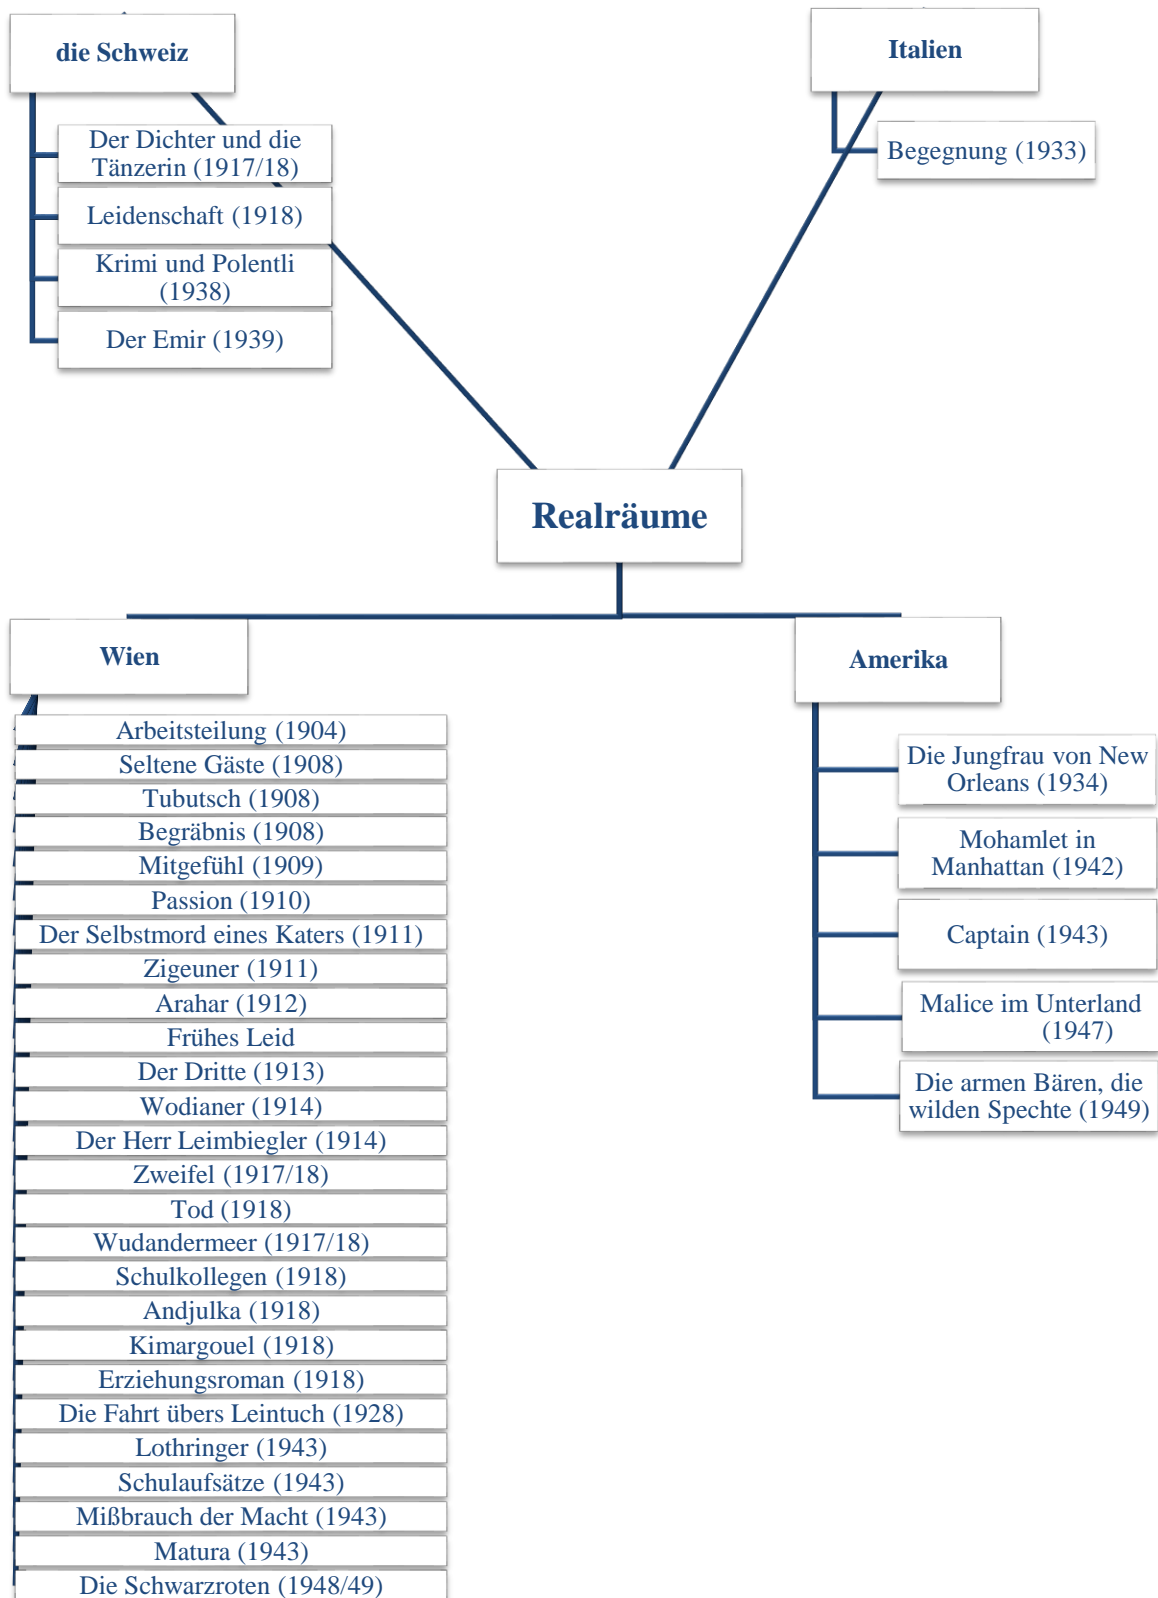 die Schweiz
Der Dichter und die
Tänzerin (1917/18)
Leidenschaft (1918)
Krimi und Polentli
(1938)
Der Emir (1939)
Italien
Begegnung (1933)
Realräume
Wien
Arbeitsteilung (1904)
Seltene Gäste (1908)
Tubutsch (1908)
Begräbnis (1908)
Mitgefühl (1909)
Passion (1910)
Der Selbstmord eines Katers (1911)
Zigeuner (1911)
Arahar (1912)
Frühes Leid
Der Dritte (1913)
Wodianer (1914)
Der Herr Leimbiegler (1914)
Zweifel (1917/18)
Tod (1918)
Wudandermeer (1917/18)
Schulkollegen (1918)
Andjulka (1918)
Kimargouel (1918)
Erziehungsroman (1918)
Die Fahrt übers Leintuch (1928)
Lothringer (1943)
Schulaufsätze (1943)
Mißbrauch der Macht (1943)
Matura (1943)
Die Schwarzroten (1948/49)
Amerika
Die Jungfrau von New
Orleans (1934)
Mohamlet in
Manhattan (1942)
Captain (1943)
Malice im Unterland
(1947)
Die armen Bären, die
wilden Spechte (1949)